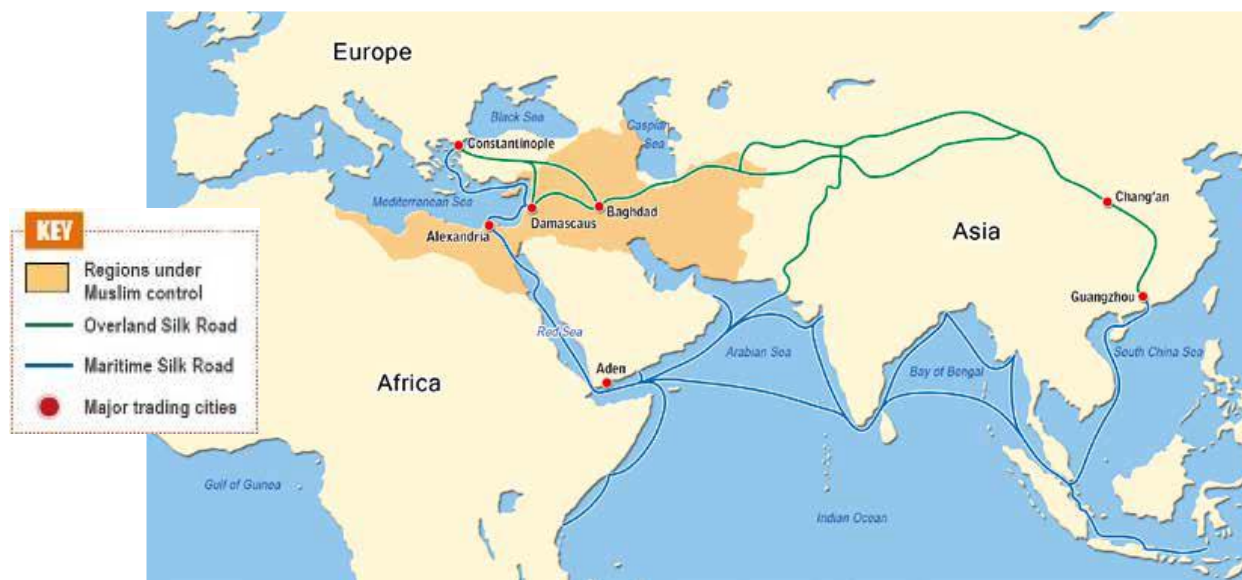 Europe
Black Sea
Caspian
Sea
Constantinople
Mediterranean Sea
Damascaus
Baghdad
Alexandria
Chang'an
Asia
Guangzhou
Red Sea
Aden
Arabian Sea
Bay of Bengal
South China Sea
Africa
Gulf of Guinea
Indian Ocean
KEY
Regions under
Muslim control
Overland Silk Road
Maritime Silk Road
Major trading cities